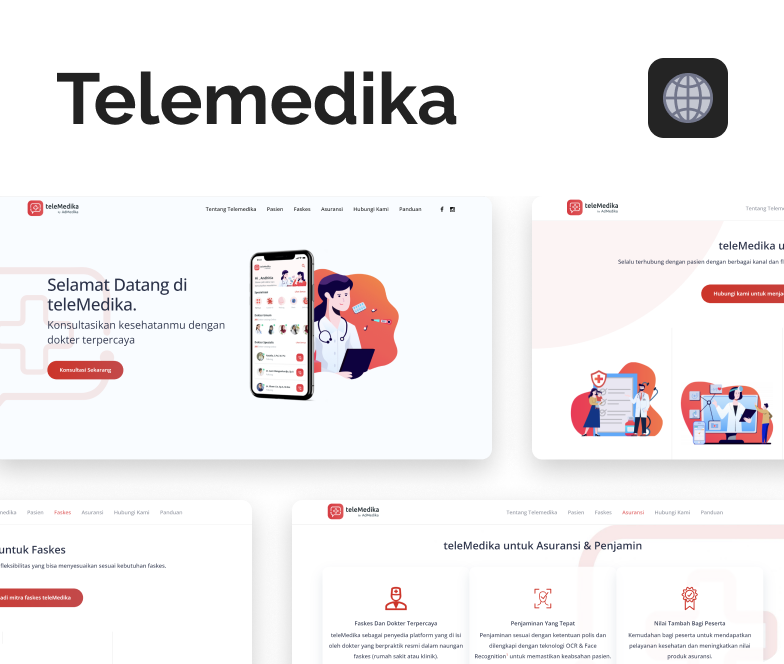 Telemedika
teleMedika
by AdMedika
Tentang Telemedika Pasien Faskes Asuransi Hubungi Kami Panduan
Selamat Datang di
teleMedika.
Konsultasikan kesehatanmu dengan
dokter terpercaya
Konsultasi Sekarang
teleMedika
by AdMedika
Tentang Telem
teleMedika u
Selalu terhubung dengan pasien dengan berbagai kanal dan fl
Hubungi kami untuk menja
medika Pasien Faskes Asuransi Hubungi Kami Panduan
untuk Faskes
fleksibilitas yang bisa menyesuaikan sesuai kebutuhan faskes.
adi mitra faskes teleMedika
teleMedika
by AdMedika
Tentang Telemedika Pasien Faskes Asuransi Hubungi Kami Panduan
teleMedika untuk Asuransi & Penjamin
Faskes Dan Dokter Terpercaya
teleMedika sebagai penyedia platform yang di isi
oleh dokter yang berpraktik resmi dalam naungan
faskes (rumah sakit atau klinik).
Penjaminan Yang Tepat
Penjaminan sesuai dengan ketentuan polis dan
dilengkapi dengan teknologi OCR & Face
Recognition` untuk memastikan keabsahan pasien.
Nilai Tambah Bagi Peserta
Kemudahan bagi peserta untuk mendapatkan
pelayanan kesehatan dan meningkatkan nilai
produk asuransi.